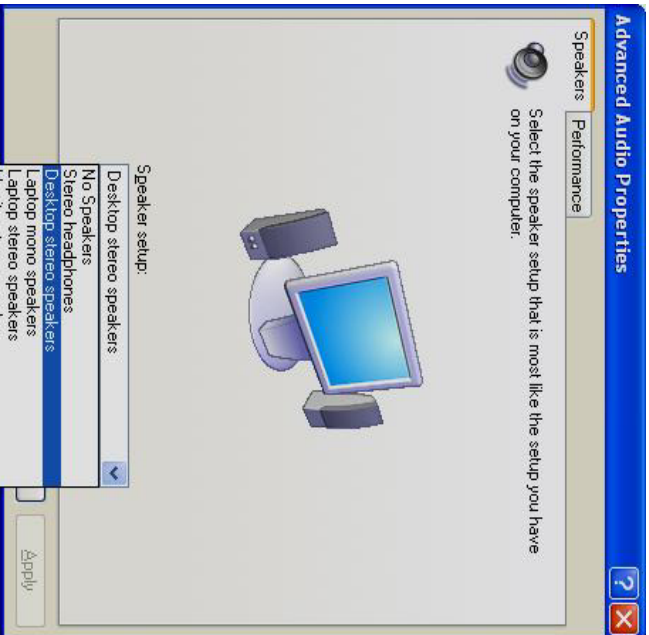 Advanced Audio Properties
Speakers
Performance
Select the speaker setup that is most like the setup you have
on your computer.
Speaker setup:
Desktop stereo speakers
No Speakers
Stereo headphones
Desktop stereo speakers
Laptop mono speakers
Laptop stereo speakers
Apply